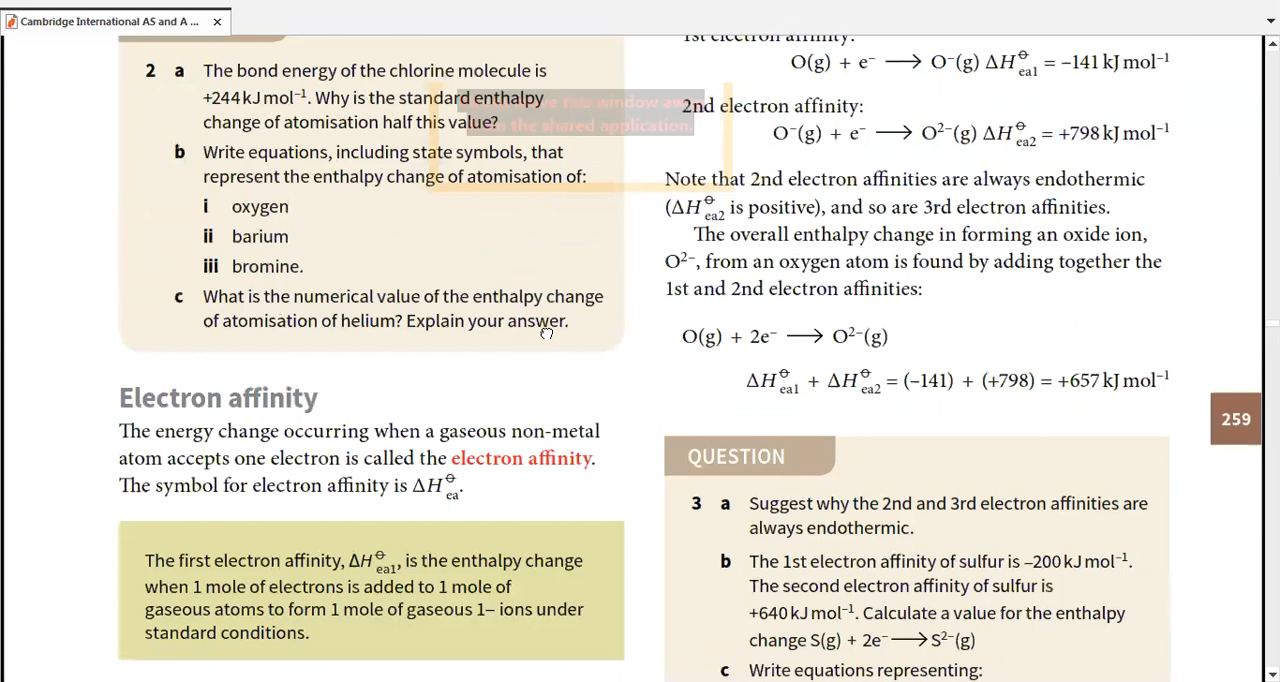 Cambridge International AS and A ...
2 a The bond energy of the chlorine molecule is
+244 kJ mol⁻¹. Why is the standard enthalpy
change of atomisation half this value?
b Write equations, including state symbols, that
represent the enthalpy change of atomisation of:
i oxygen
ii barium
iii bromine.
c What is the numerical value of the enthalpy change
of atomisation of helium? Explain your answer.
Electron affinity
The energy change occurring when a gaseous non-metal
atom accepts one electron is called the electron affinity.
The symbol for electron affinity is ΔH⦵ea.
The first electron affinity, ΔH⦵ea1, is the enthalpy change
when 1 mole of electrons is added to 1 mole of
gaseous atoms to form 1 mole of gaseous 1– ions under
standard conditions.
1st electron affinity:
O(g) + e⁻ ⟶ O⁻(g) ΔH⦵ea1 = –141 kJ mol⁻¹
2nd electron affinity:
O⁻(g) + e⁻ ⟶ O²⁻(g) ΔH⦵ea2 = +798 kJ mol⁻¹
Note that 2nd electron affinities are always endothermic
(ΔH⦵ea2 is positive), and so are 3rd electron affinities.
The overall enthalpy change in forming an oxide ion,
O²⁻, from an oxygen atom is found by adding together the
1st and 2nd electron affinities:
O(g) + 2e⁻ ⟶ O²⁻(g)
ΔH⦵ea1 + ΔH⦵ea2 = (–141) + (+798) = +657 kJ mol⁻¹
259
QUESTION
3 a Suggest why the 2nd and 3rd electron affinities are
always endothermic.
b The 1st electron affinity of sulfur is –200 kJ mol⁻¹.
The second electron affinity of sulfur is
+640 kJ mol⁻¹. Calculate a value for the enthalpy
change S(g) + 2e⁻ ⟶ S²⁻(g)
c Write equations representing:
window
the shared application.